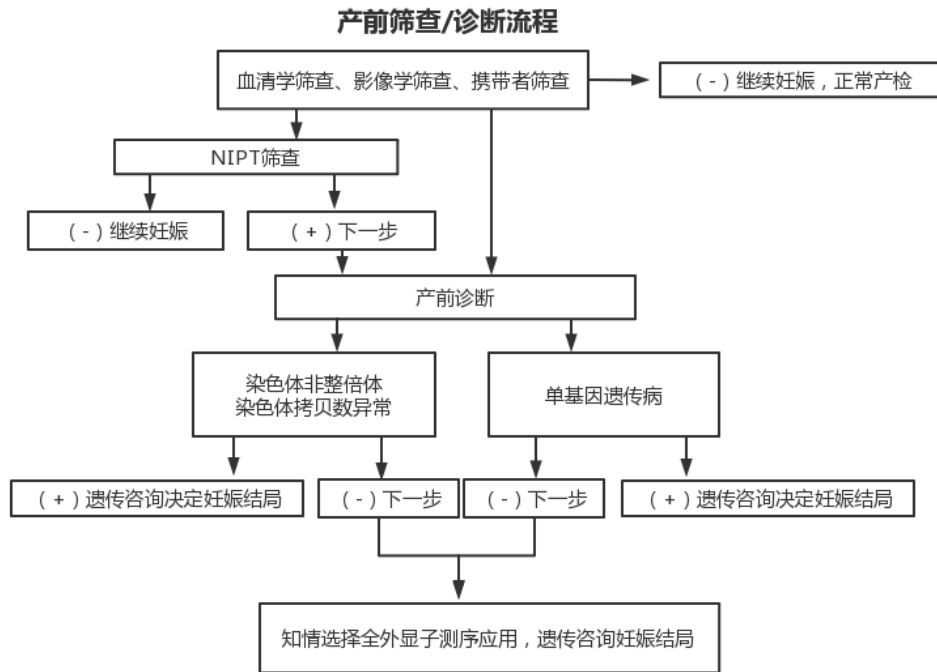 产前筛查/诊断流程
血清学筛查、影像学筛查、携带者筛查
（-）继续妊娠，正常产检
NIPT筛查
（-）继续妊娠
（+）下一步
产前诊断
染色体非整倍体
染色体拷贝数异常
单基因遗传病
（+）遗传咨询决定妊娠结局
（-）下一步
（-）下一步
（+）遗传咨询决定妊娠结局
知情选择全外显子测序应用，遗传咨询妊娠结局